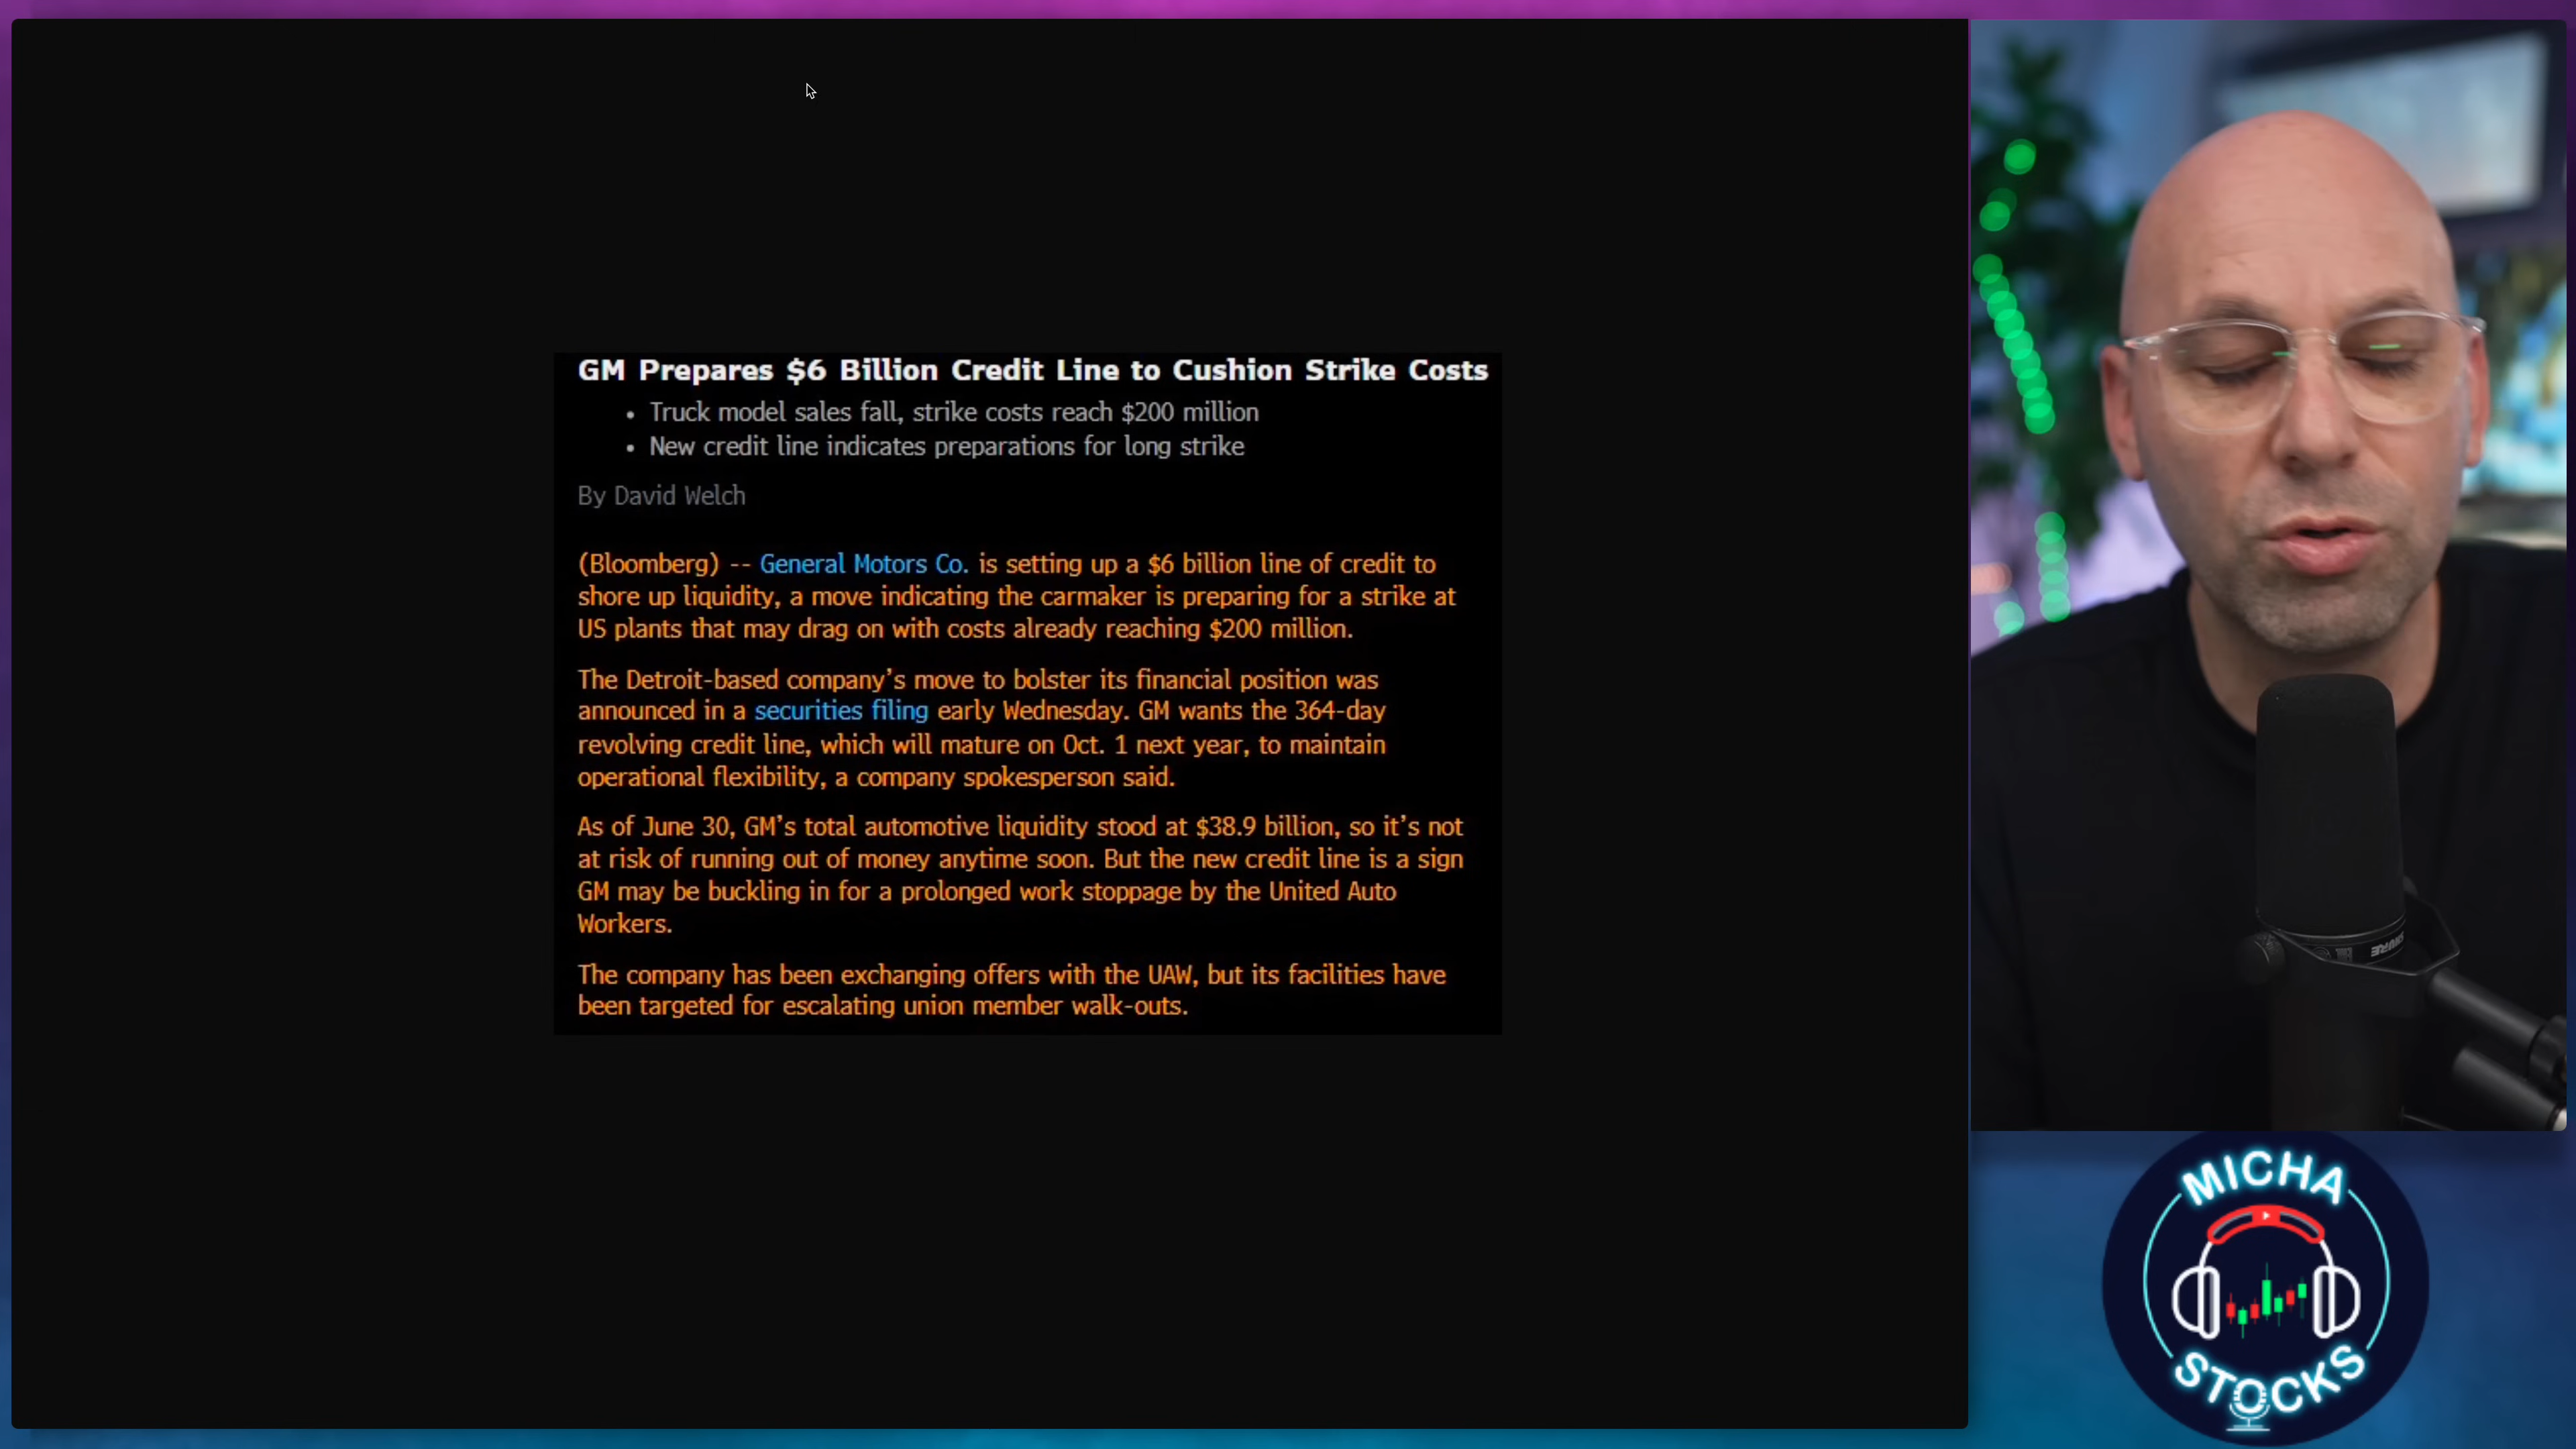 GM Prepares $6 Billion Credit Line to Cushion Strike Costs
• Truck model sales fall, strike costs reach $200 million
• New credit line indicates preparations for long strike
By David Welch
(Bloomberg) -- General Motors Co. is setting up a $6 billion line of credit to
shore up liquidity, a move indicating the carmaker is preparing for a strike at
US plants that may drag on with costs already reaching $200 million.
The Detroit-based company's move to bolster its financial position was
announced in a securities filing early Wednesday. GM wants the 364-day
revolving credit line, which will mature on Oct. 1 next year, to maintain
operational flexibility, a company spokesperson said.
As of June 30, GM's total automotive liquidity stood at $38.9 billion, so it's not
at risk of running out of money anytime soon. But the new credit line is a sign
GM may be buckling in for a prolonged work stoppage by the United Auto
Workers.
The company has been exchanging offers with the UAW, but its facilities have
been targeted for escalating union member walk-outs.
SHURE
MICHA
STOCKS